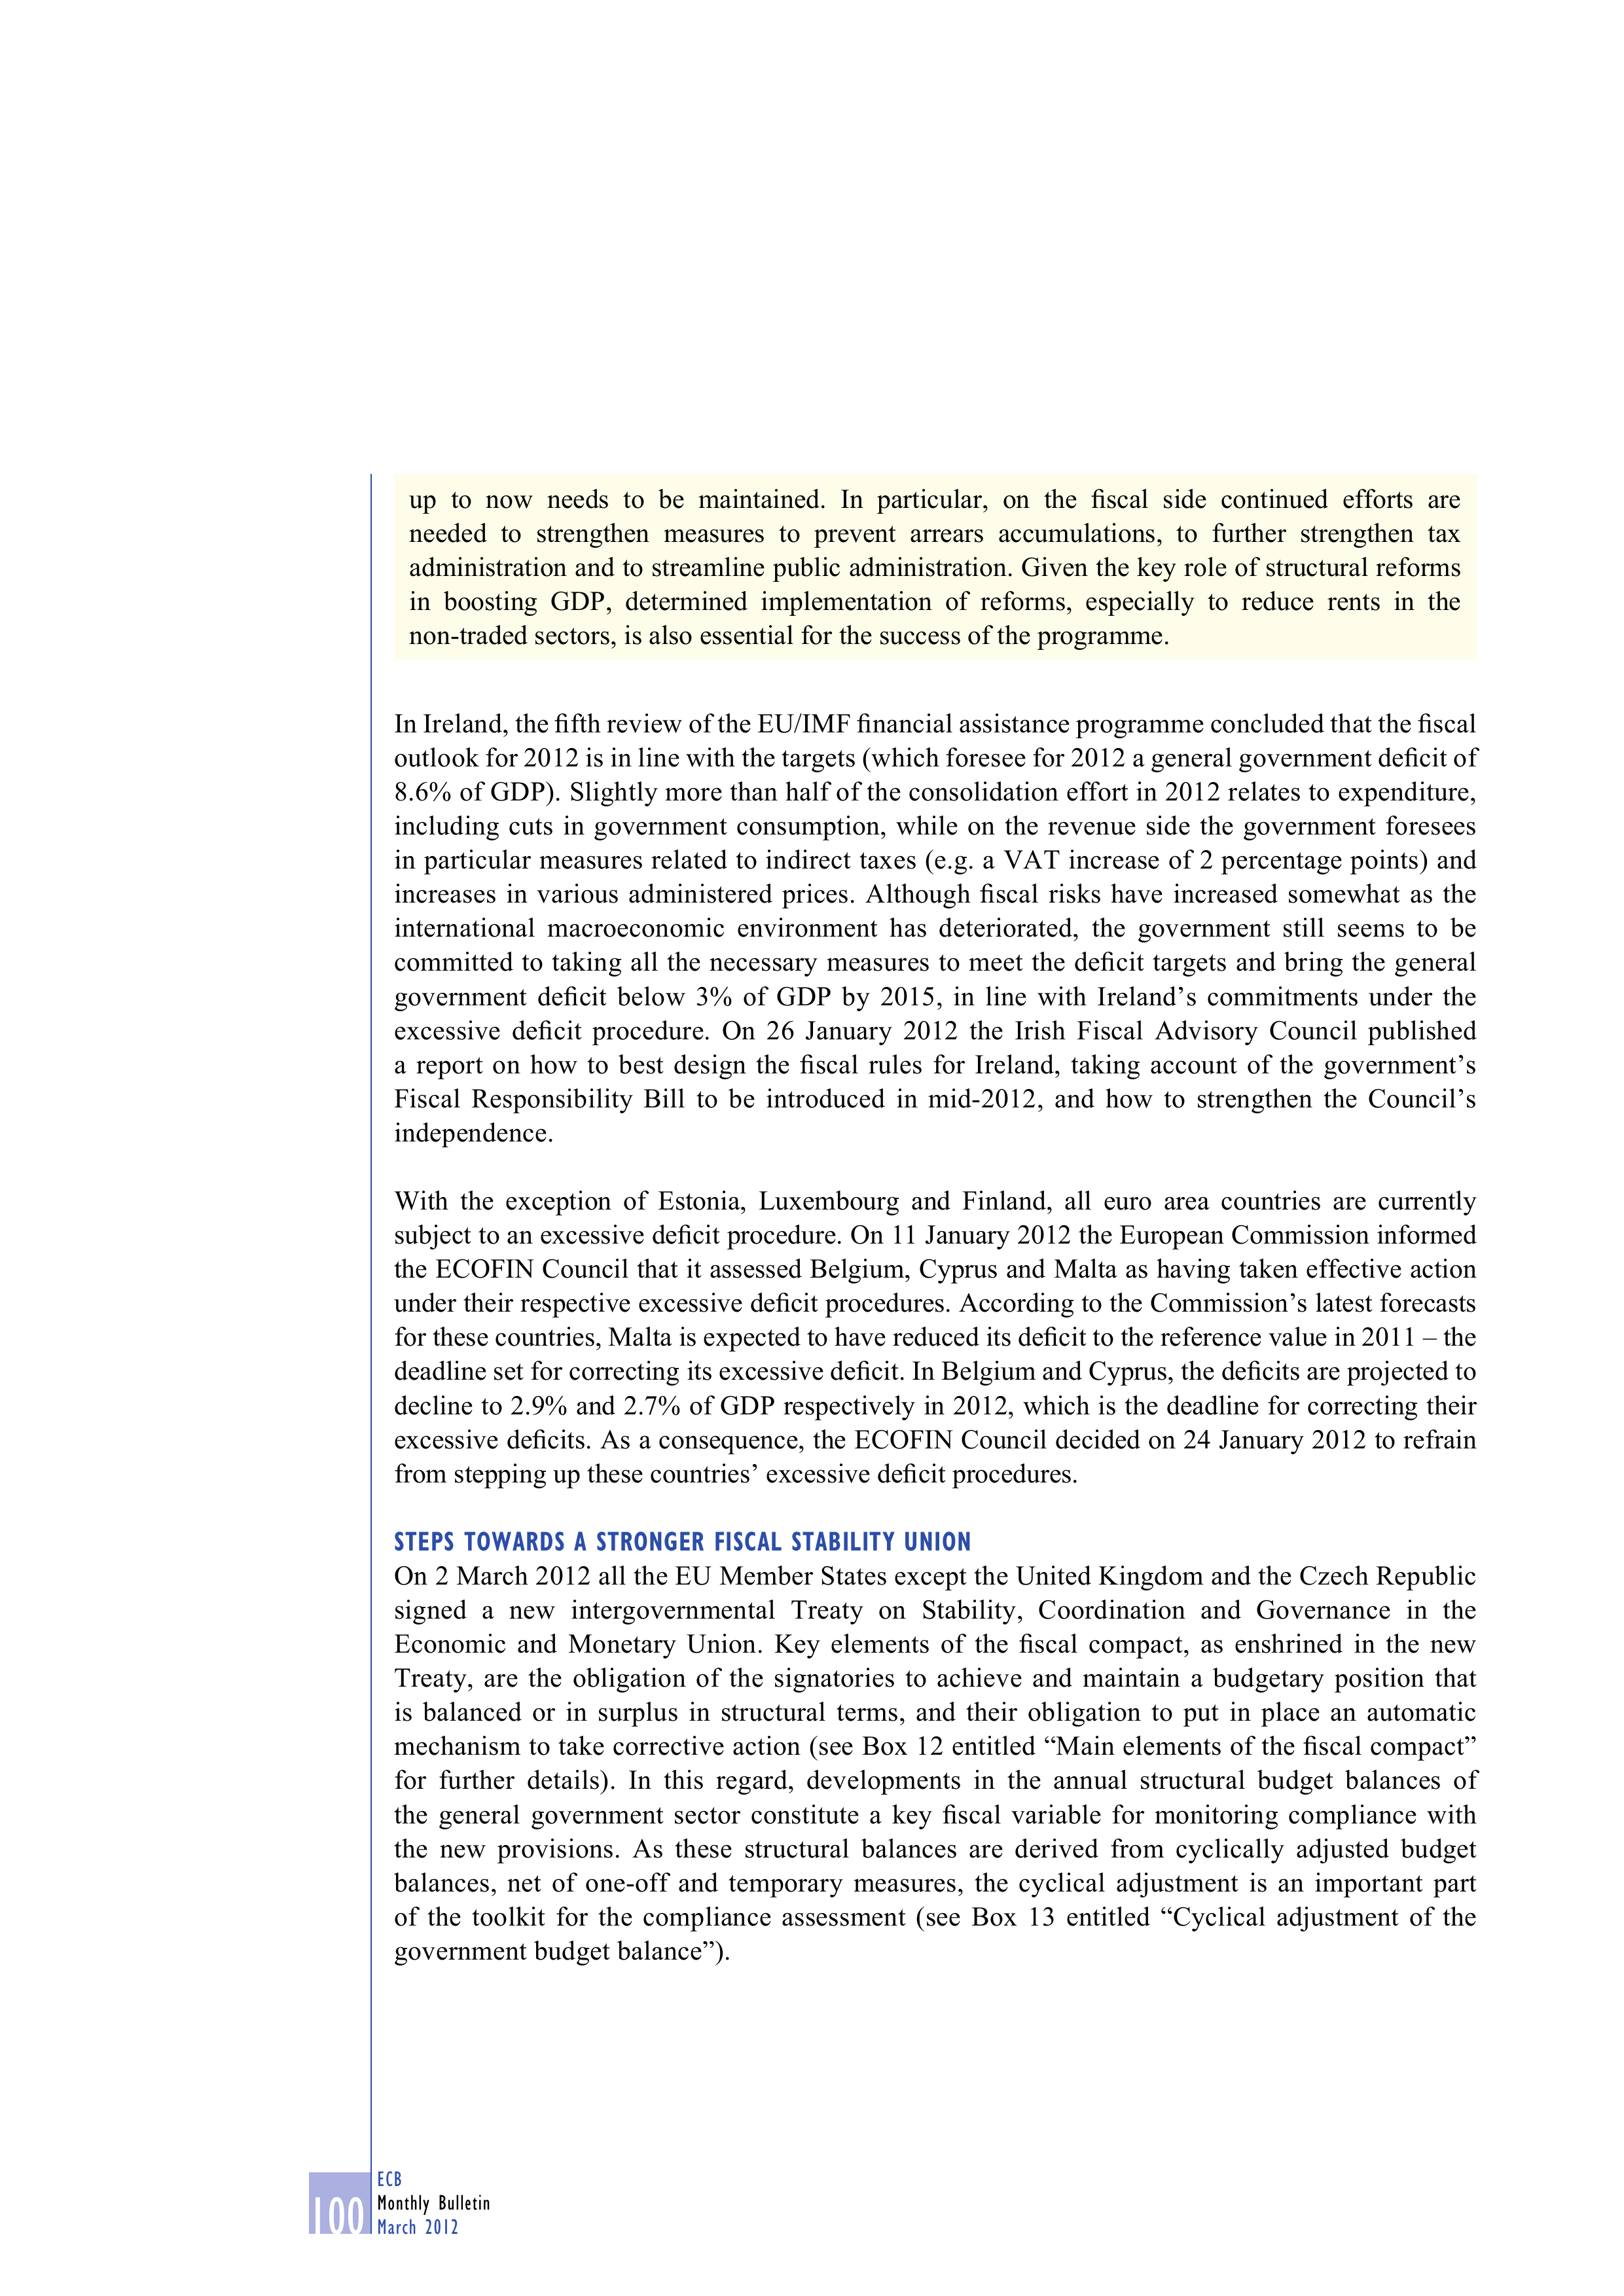 up to now needs to be maintained. In particular, on the fiscal side continued efforts are
needed to strengthen measures to prevent arrears accumulations, to further strengthen tax
administration and to streamline public administration. Given the key role of structural reforms
in boosting GDP, determined implementation of reforms, especially to reduce rents in the
non-traded sectors, is also essential for the success of the programme.
In Ireland, the fifth review of the EU/IMF financial assistance programme concluded that the fiscal
outlook for 2012 is in line with the targets (which foresee for 2012 a general government deficit of
8.6% of GDP). Slightly more than half of the consolidation effort in 2012 relates to expenditure,
including cuts in government consumption, while on the revenue side the government foresees
in particular measures related to indirect taxes (e.g. a VAT increase of 2 percentage points) and
increases in various administered prices. Although fiscal risks have increased somewhat as the
international macroeconomic environment has deteriorated, the government still seems to be
committed to taking all the necessary measures to meet the deficit targets and bring the general
government deficit below 3% of GDP by 2015, in line with Ireland’s commitments under the
excessive deficit procedure. On 26 January 2012 the Irish Fiscal Advisory Council published
a report on how to best design the fiscal rules for Ireland, taking account of the government’s
Fiscal Responsibility Bill to be introduced in mid-2012, and how to strengthen the Council’s
independence.
With the exception of Estonia, Luxembourg and Finland, all euro area countries are currently
subject to an excessive deficit procedure. On 11 January 2012 the European Commission informed
the ECOFIN Council that it assessed Belgium, Cyprus and Malta as having taken effective action
under their respective excessive deficit procedures. According to the Commission’s latest forecasts
for these countries, Malta is expected to have reduced its deficit to the reference value in 2011 – the
deadline set for correcting its excessive deficit. In Belgium and Cyprus, the deficits are projected to
decline to 2.9% and 2.7% of GDP respectively in 2012, which is the deadline for correcting their
excessive deficits. As a consequence, the ECOFIN Council decided on 24 January 2012 to refrain
from stepping up these countries’ excessive deficit procedures.
STEPS TOWARDS A STRONGER FISCAL STABILITY UNION
On 2 March 2012 all the EU Member States except the United Kingdom and the Czech Republic
signed a new intergovernmental Treaty on Stability, Coordination and Governance in the
Economic and Monetary Union. Key elements of the fiscal compact, as enshrined in the new
Treaty, are the obligation of the signatories to achieve and maintain a budgetary position that
is balanced or in surplus in structural terms, and their obligation to put in place an automatic
mechanism to take corrective action (see Box 12 entitled “Main elements of the fiscal compact”
for further details). In this regard, developments in the annual structural budget balances of
the general government sector constitute a key fiscal variable for monitoring compliance with
the new provisions. As these structural balances are derived from cyclically adjusted budget
balances, net of one-off and temporary measures, the cyclical adjustment is an important part
of the toolkit for the compliance assessment (see Box 13 entitled “Cyclical adjustment of the
government budget balance”).
ECB
Monthly Bulletin
100
March 2012